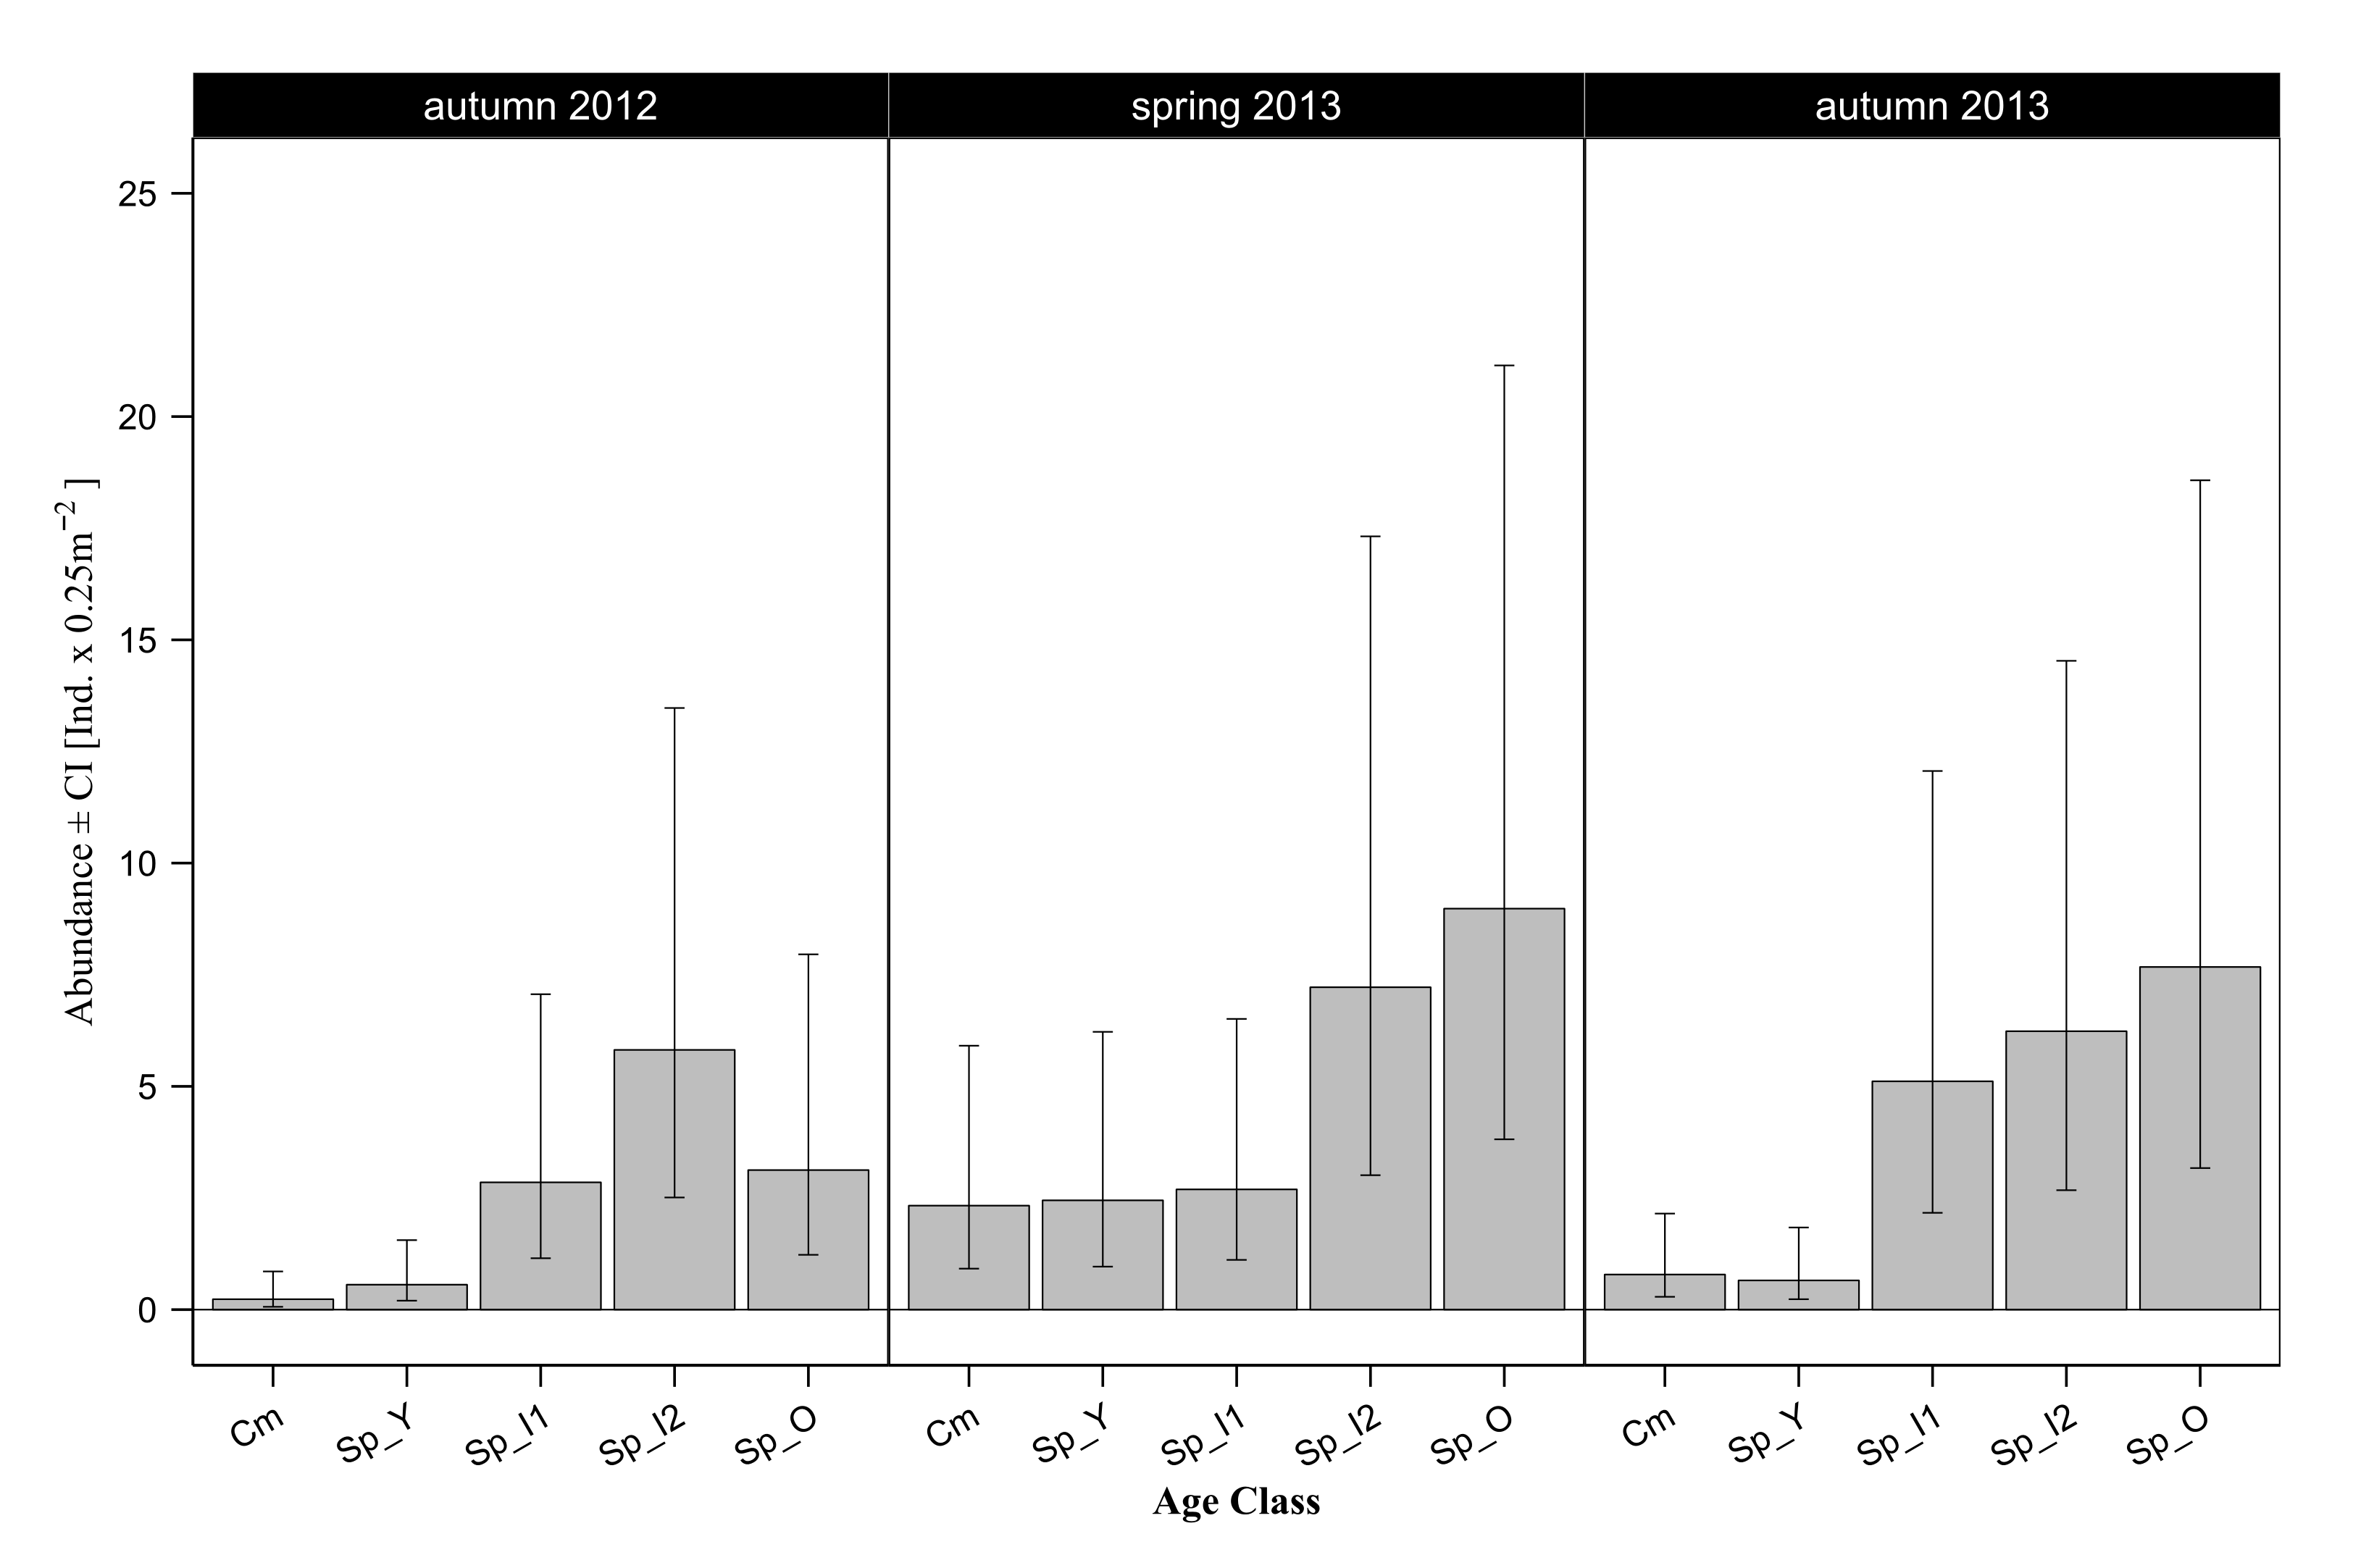 autumn 2012
spring 2013
autumn 2013
25
20
15
10
5
0
Abundance ± CI [Ind. x 0.25m⁻² ]
Cm
Sp_Y
Sp_I1
Sp_I2
Sp_O
Cm
Sp_Y
Sp_I1
Sp_I2
Sp_O
Cm
Sp_Y
Sp_I1
Sp_I2
Sp_O
Age Class